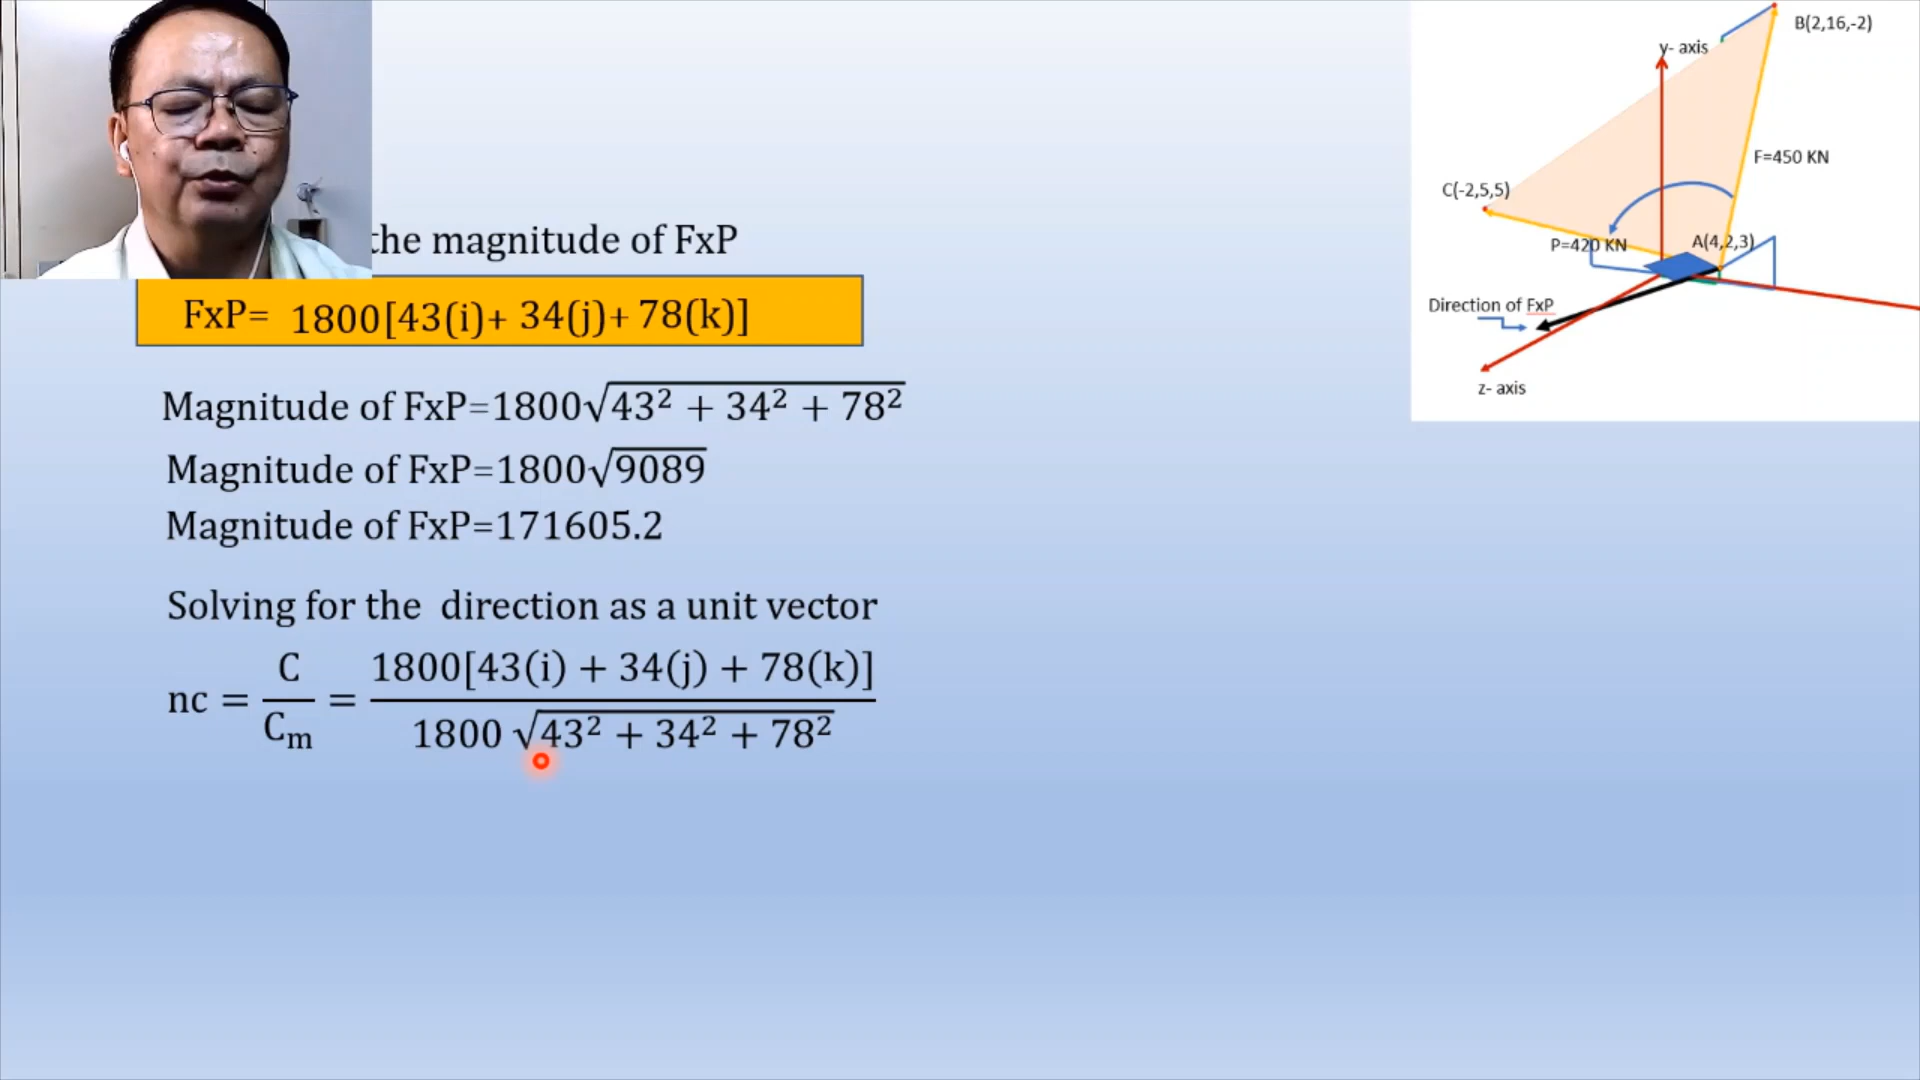 the magnitude of FxP
FxP= 1800[43(i)+ 34(j)+ 78(k)]
Magnitude of FxP=1800√43² + 34² + 78²
Magnitude of FxP=1800√9089
Magnitude of FxP=171605.2
Solving for the direction as a unit vector
nc = C/Cₘ = 1800[43(i) + 34(j) + 78(k)]/1800 √43² + 34² + 78²
B(2,16,-2)
y- axis
F=450 KN
C(-2,5,5)
P=420 KN
A(4,2,3)
Direction of FxP
z- axis